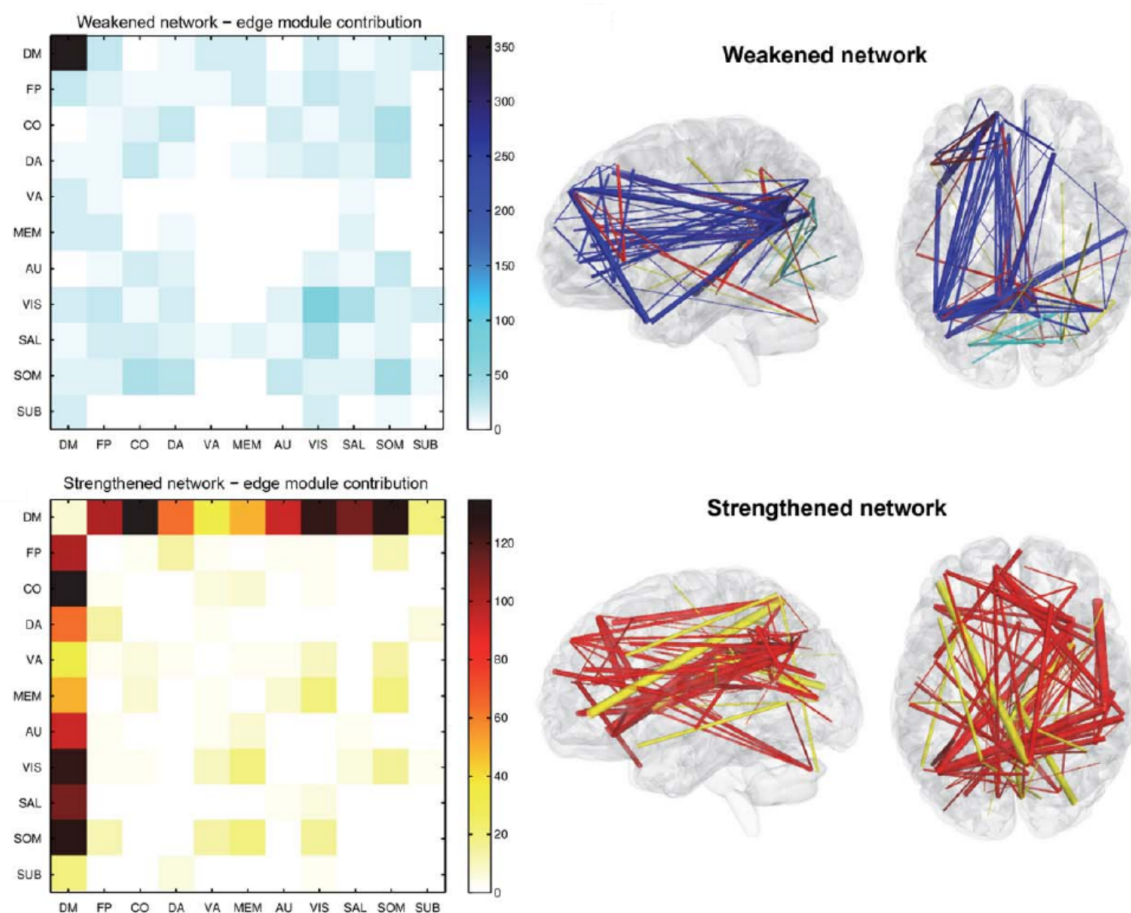 Weakened network – edge module contribution
DM
FP
CO
DA
VA
MEM
AU
VIS
SAL
SOM
SUB
DM FP CO DA VA MEM AU VIS SAL SOM SUB
350
300
250
200
150
100
50
0
Weakened network
Strengthened network – edge module contribution
DM
FP
CO
DA
VA
MEM
AU
VIS
SAL
SOM
SUB
DM FP CO DA VA MEM AU VIS SAL SOM SUB
120
100
80
60
40
20
0
Strengthened network